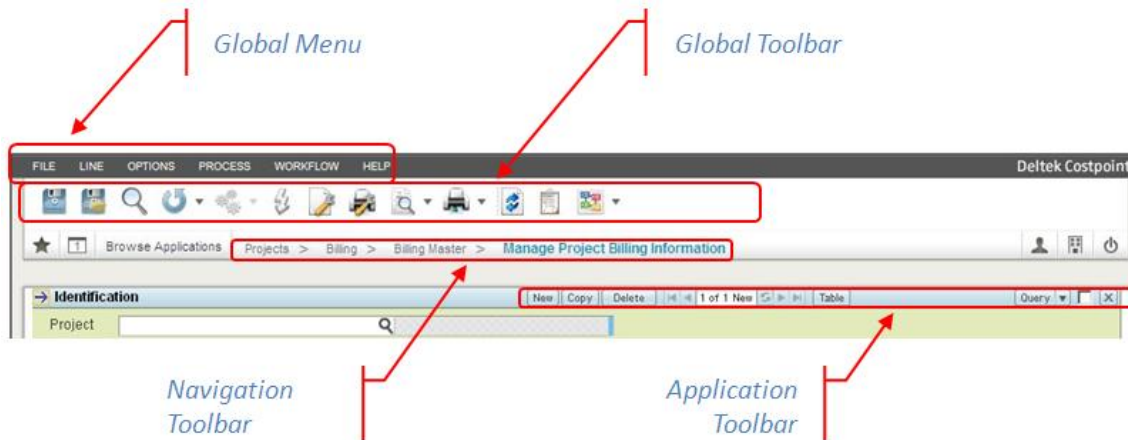 Global Menu
Global Toolbar
FILE LINE OPTIONS PROCESS WORKFLOW HELP Deltek Costpoint
1 Browse Applications Projects > Billing > Billing Master > Manage Project Billing Information
Identification New Copy Delete 1 of 1 New Table Query X
Project
Navigation
Toolbar
Application
Toolbar